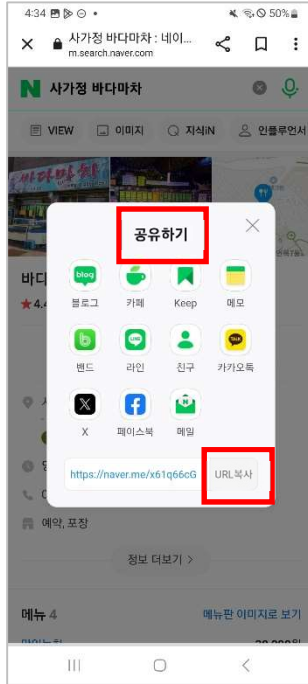 4:34
50%
사가정 바다마차 : 네이...
m.search.naver.com
N 사가정 바다마차
VIEW 이미지 지식iN 인플루언서
공유하기
바디
★4.4
blog LINE TALK
블로그 카페 Keep 메모
밴드 라인 친구 카카오톡
X 페이스북 메일
https://naver.me/x61q66cG URL복사
예약, 포장
정보 더보기 >
메뉴 4 메뉴판 이미지로 보기